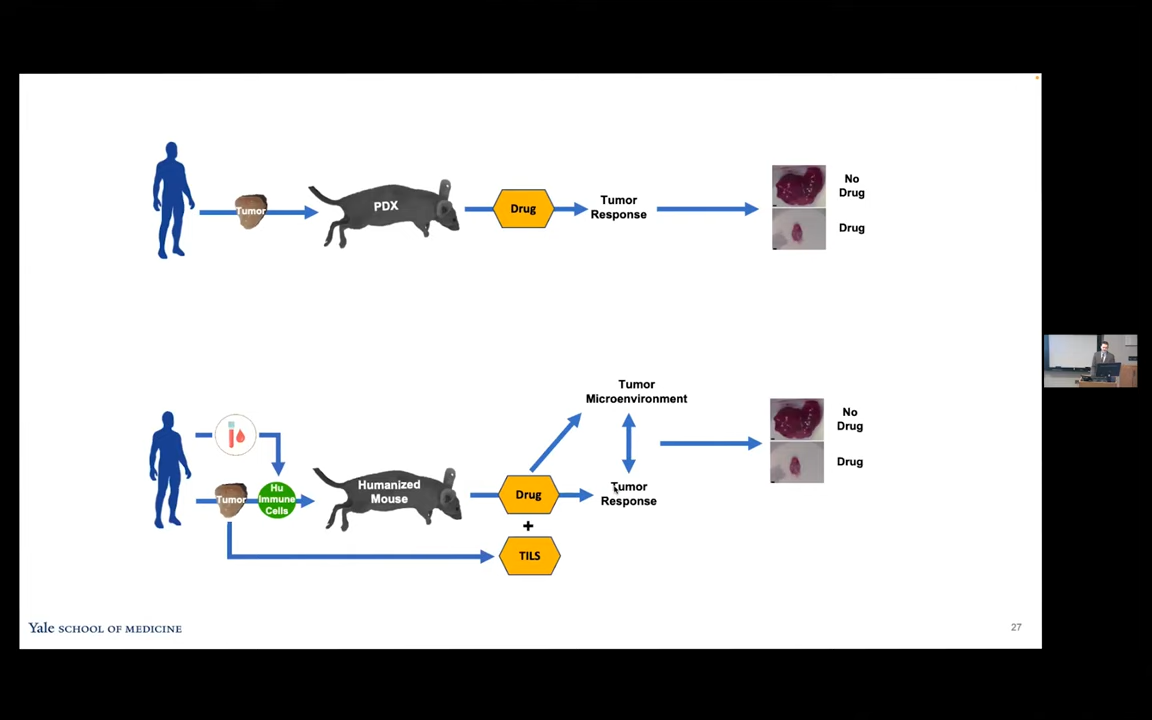 Tumor
PDX
Drug
Tumor
Response
No
Drug
Drug
Tumor
Microenvironment
No
Drug
Drug
Tumor
Hu
Immune
Cells
Humanized
Mouse
Drug
Tumor
Response
+
TILS
Yale SCHOOL OF MEDICINE
27